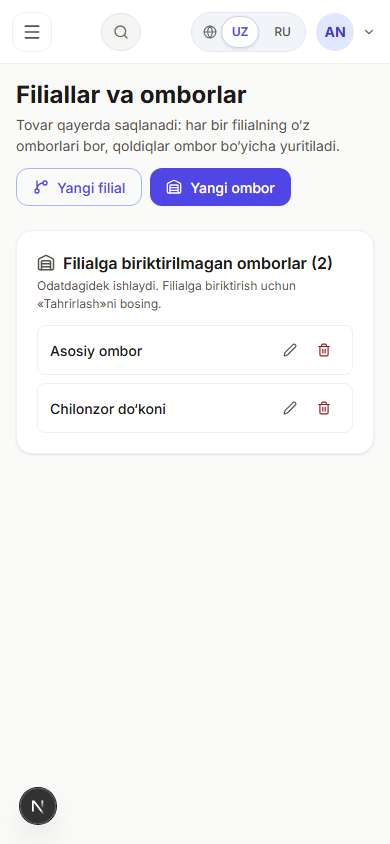 UZ
RU
AN
Filiallar va omborlar
Tovar qayerda saqlanadi: har bir filialning o‘z
omborlari bor, qoldiqlar ombor bo‘yicha yuritiladi.
Yangi filial
Yangi ombor
Filialga biriktirilmagan omborlar (2)
Odatdagidek ishlaydi. Filialga biriktirish uchun
«Tahrirlash»ni bosing.
Asosiy ombor
Chilonzor do‘koni
N